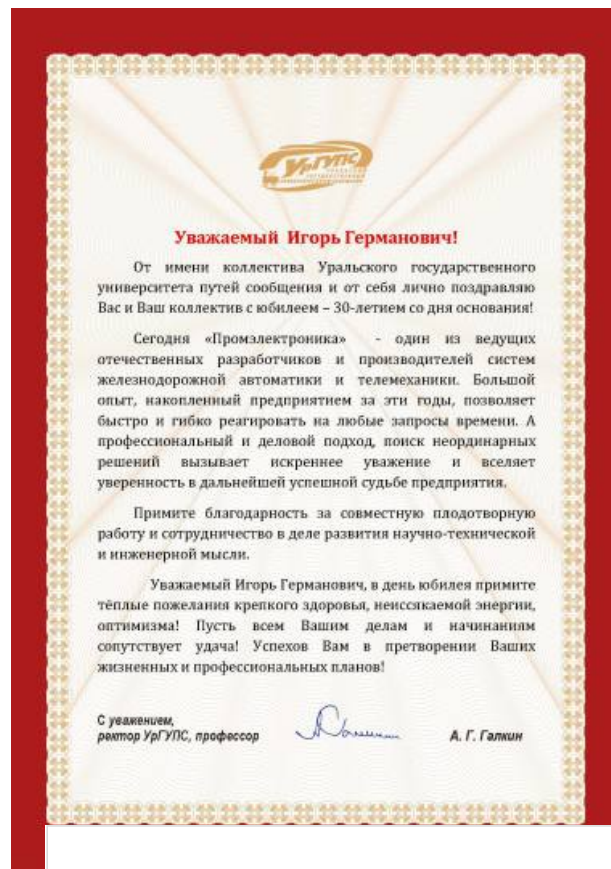 УрГУПС
Уважаемый Игорь Германович!
От имени коллектива Уральского государственного
университета путей сообщения и от себя лично поздравляю
Вас и Ваш коллектив с юбилеем – 30-летием со дня основания!
Сегодня «Промэлектроника» - один из ведущих
отечественных разработчиков и производителей систем
железнодорожной автоматики и телемеханики. Большой
опыт, накопленный предприятием за эти годы, позволяет
быстро и гибко реагировать на любые запросы времени. А
профессиональный и деловой подход, поиск неординарных
решений вызывает искреннее уважение и вселяет
уверенность в дальнейшей успешной судьбе предприятия.
Примите благодарность за совместную плодотворную
работу и сотрудничество в деле развития научно-технической
и инженерной мысли.
Уважаемый Игорь Германович, в день юбилея примите
тёплые пожелания крепкого здоровья, неиссякаемой энергии,
оптимизма! Пусть всем Вашим делам и начинаниям
сопутствует удача! Успехов Вам в претворении Ваших
жизненных и профессиональных планов!
С уважением,
ректор УрГУПС, профессор А. Г. Галкин